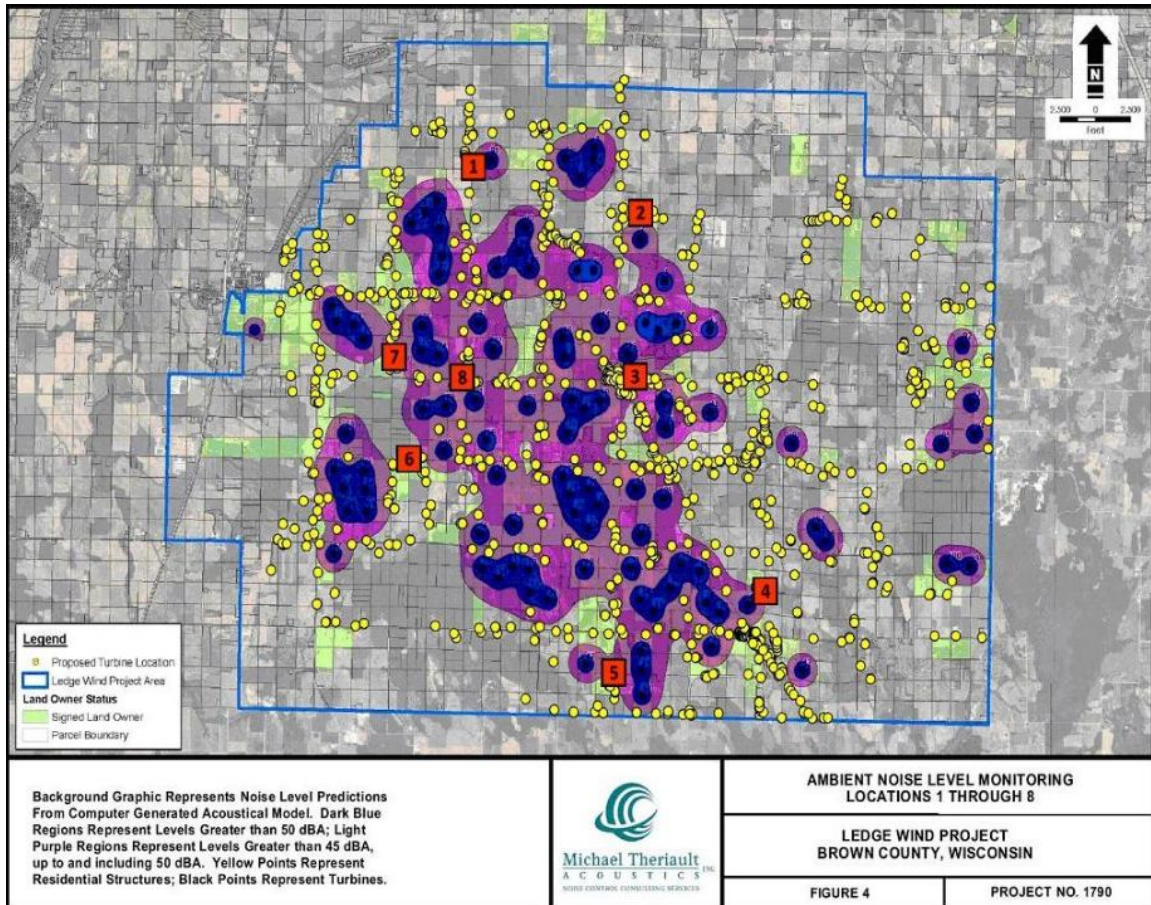 N
2,509 0 2,509
Foot
1
2
3
7
8
6
4
5
Legend
Proposed Turbine Location
Ledge Wind Project Area
Land Owner Status
Signed Land Owner
Parcel Boundary
Background Graphic Represents Noise Level Predictions
From Computer Generated Acoustical Model. Dark Blue
Regions Represent Levels Greater than 50 dBA; Light
Purple Regions Represent Levels Greater than 45 dBA,
up to and including 50 dBA. Yellow Points Represent
Residential Structures; Black Points Represent Turbines.
Michael Theriault
ACOUSTICS INC
NOISE CONTROL CONSULTING SERVICES
AMBIENT NOISE LEVEL MONITORING
LOCATIONS 1 THROUGH 8
LEDGE WIND PROJECT
BROWN COUNTY, WISCONSIN
FIGURE 4
PROJECT NO. 1790